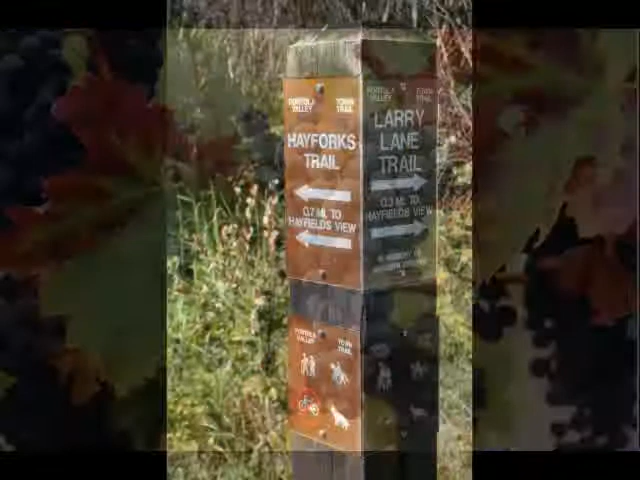 PORTOLA VALLEY
TOWN TRAIL
HAYFORKS
TRAIL
0.7 MI. TO
HAYFIELDS VIEW
PORTOLA VALLEY
TOWN TRAIL
LARRY
LANE
TRAIL
0.3 MI. TO
HAYFIELDS VIEW
PORTOLA VALLEY
TOWN TRAIL